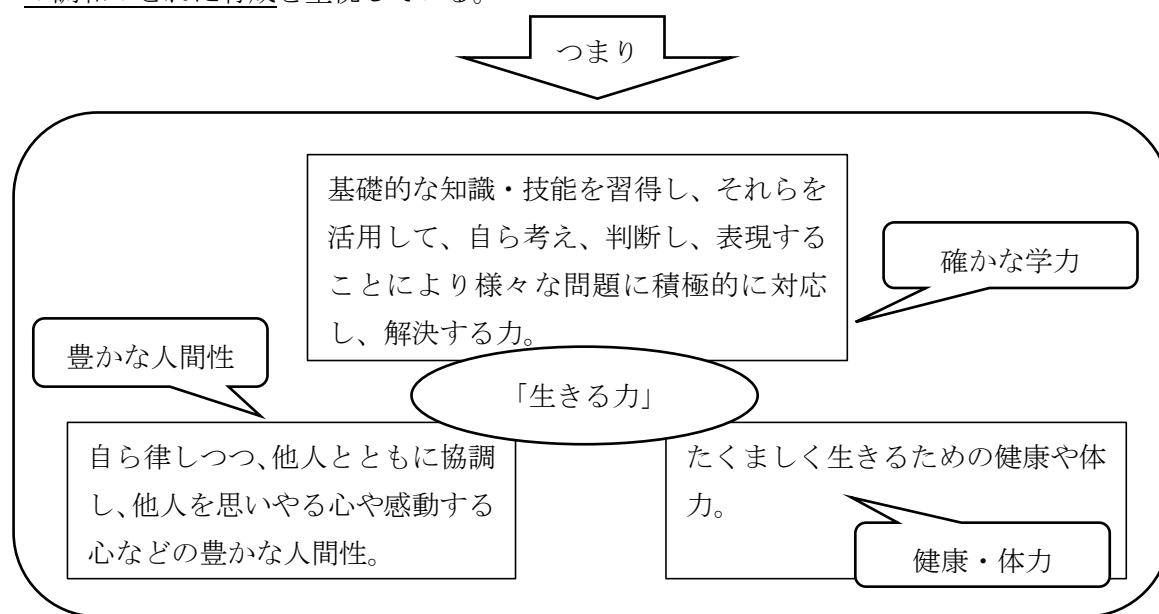 の調和のとれた育成を重視している。
つまり
基礎的な知識・技能を習得し、それらを
活用して、自ら考え、判断し、表現する
ことにより様々な問題に積極的に対応
し、解決する力。
確かな学力
豊かな人間性
「生きる力」
自ら律しつつ、他人とともに協調
し、他人を思いやる心や感動する
心などの豊かな人間性。
たくましく生きるための健康や体
力。
健康・体力